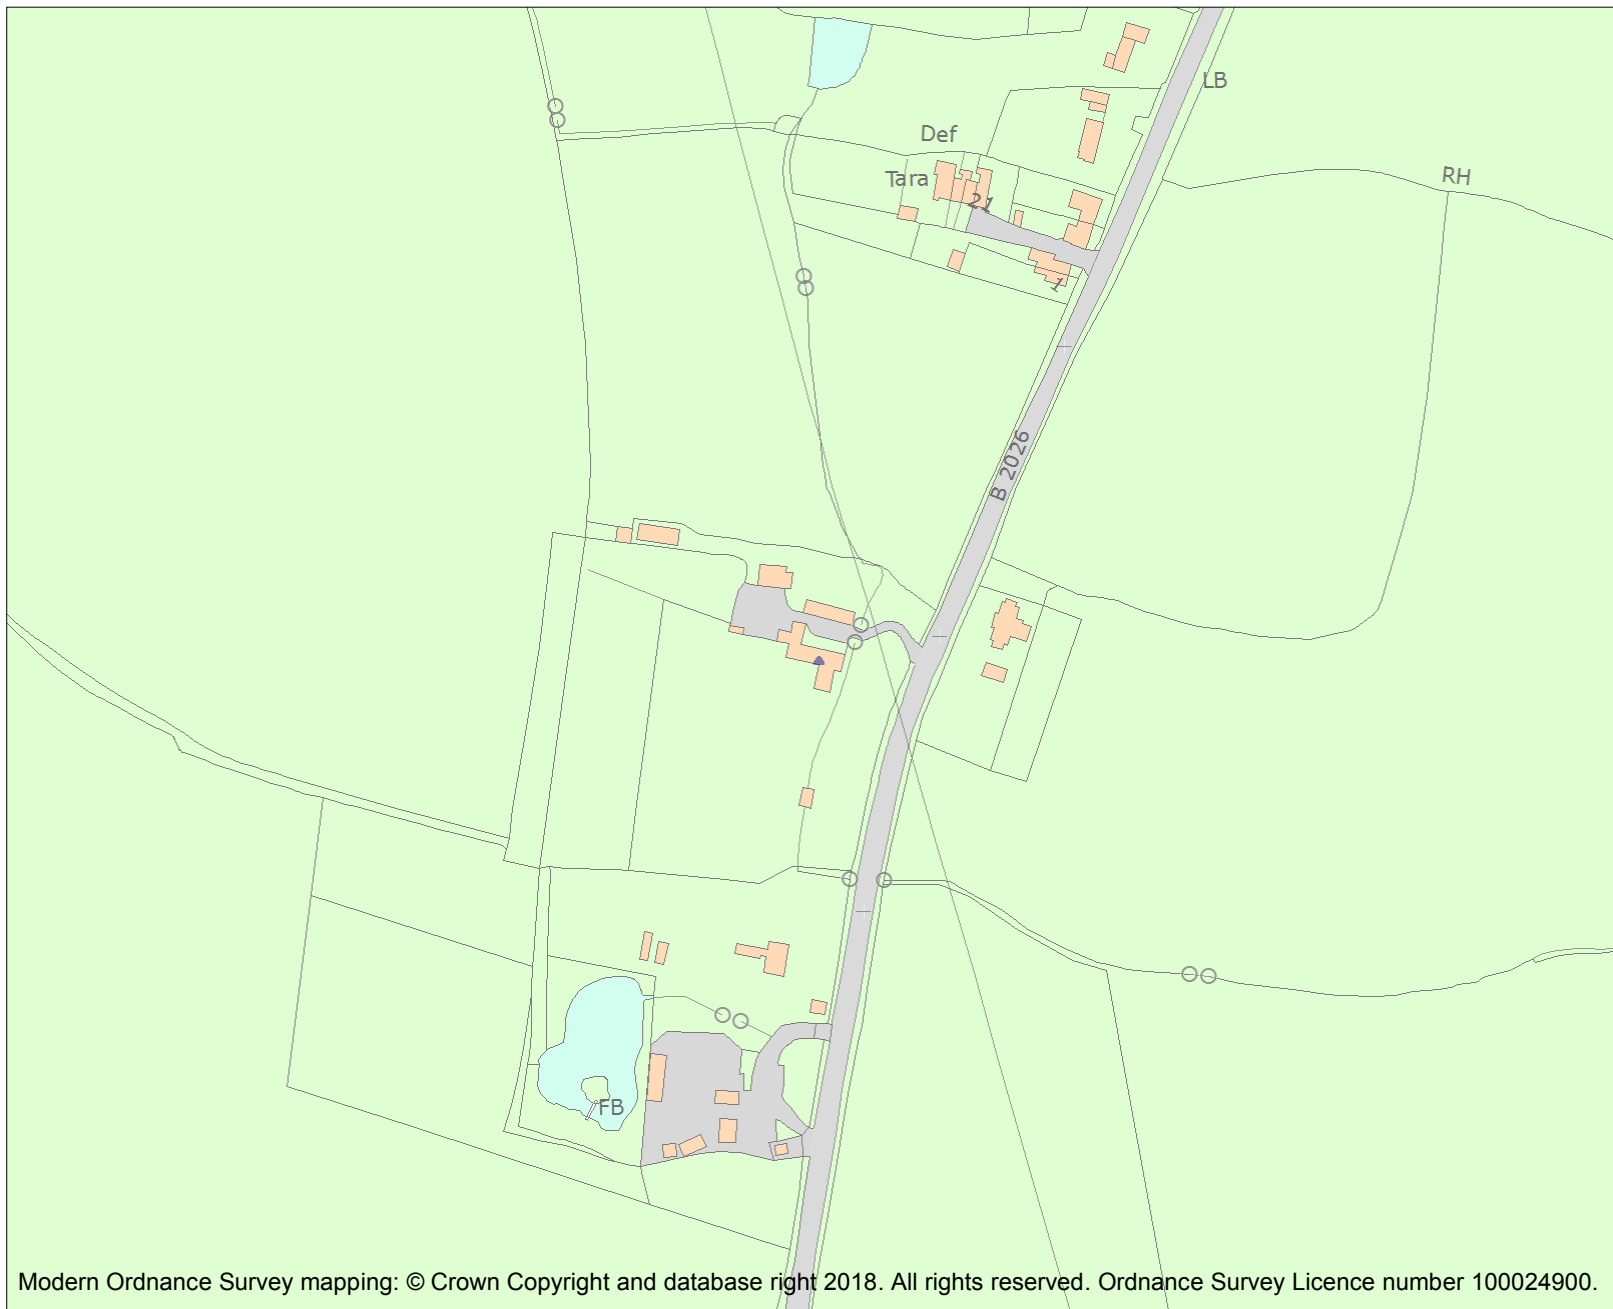 LB
Def
RH
Tara
21
1
B 2026
FB
Modern Ordnance Survey mapping: © Crown Copyright and database right 2018. All rights reserved. Ordnance Survey Licence number 100024900.